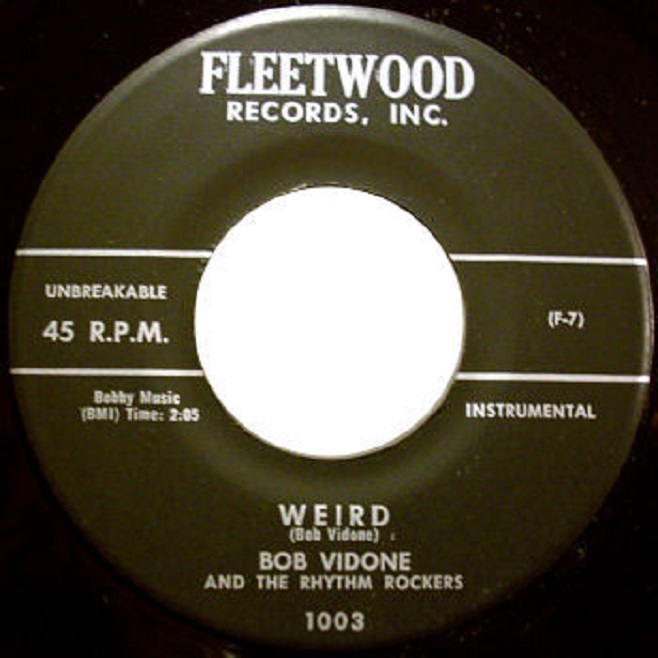 FLEETWOOD
RECORDS, INC.
UNBREAKABLE
45 R.P.M.
(F-7)
Bobby Music
(BMI) Time: 2:05
INSTRUMENTAL
WEIRD
(Bob Vidone)
BOB VIDONE
AND THE RHYTHM ROCKERS
1003